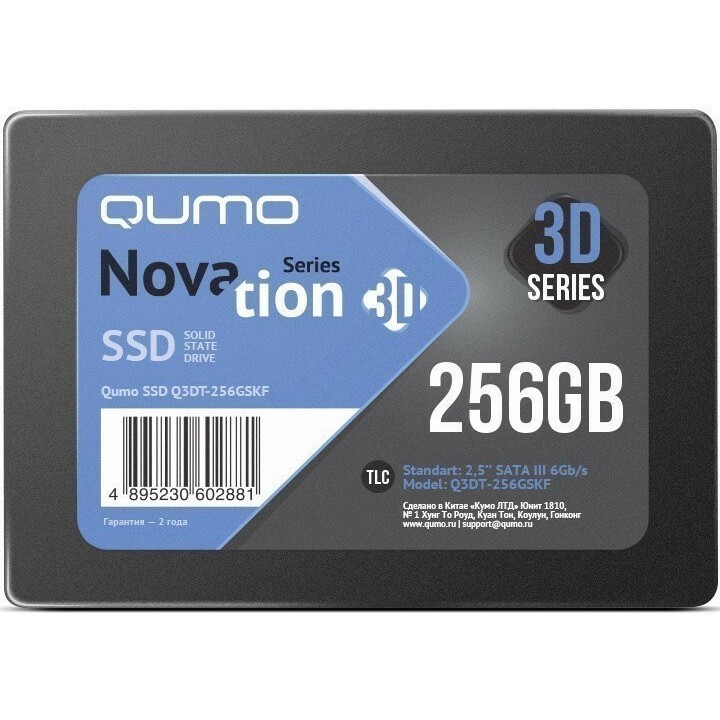 QUMO
Novation Series 3D
SSD SOLID
STATE
DRIVE
Qumo SSD Q3DT-256GSKF
4 895230 602881
Гарантия — 2 года
3D
SERIES
256GB
TLC
Standart: 2,5'' SATA III 6Gb/s
Model: Q3DT-256GSKF
Сделано в Китае «Кумо ЛТД» Юнит 1810,
№ 1 Хунг То Роуд, Куан Тон, Коулун, Гонконг
www.qumo.ru | support@qumo.ru